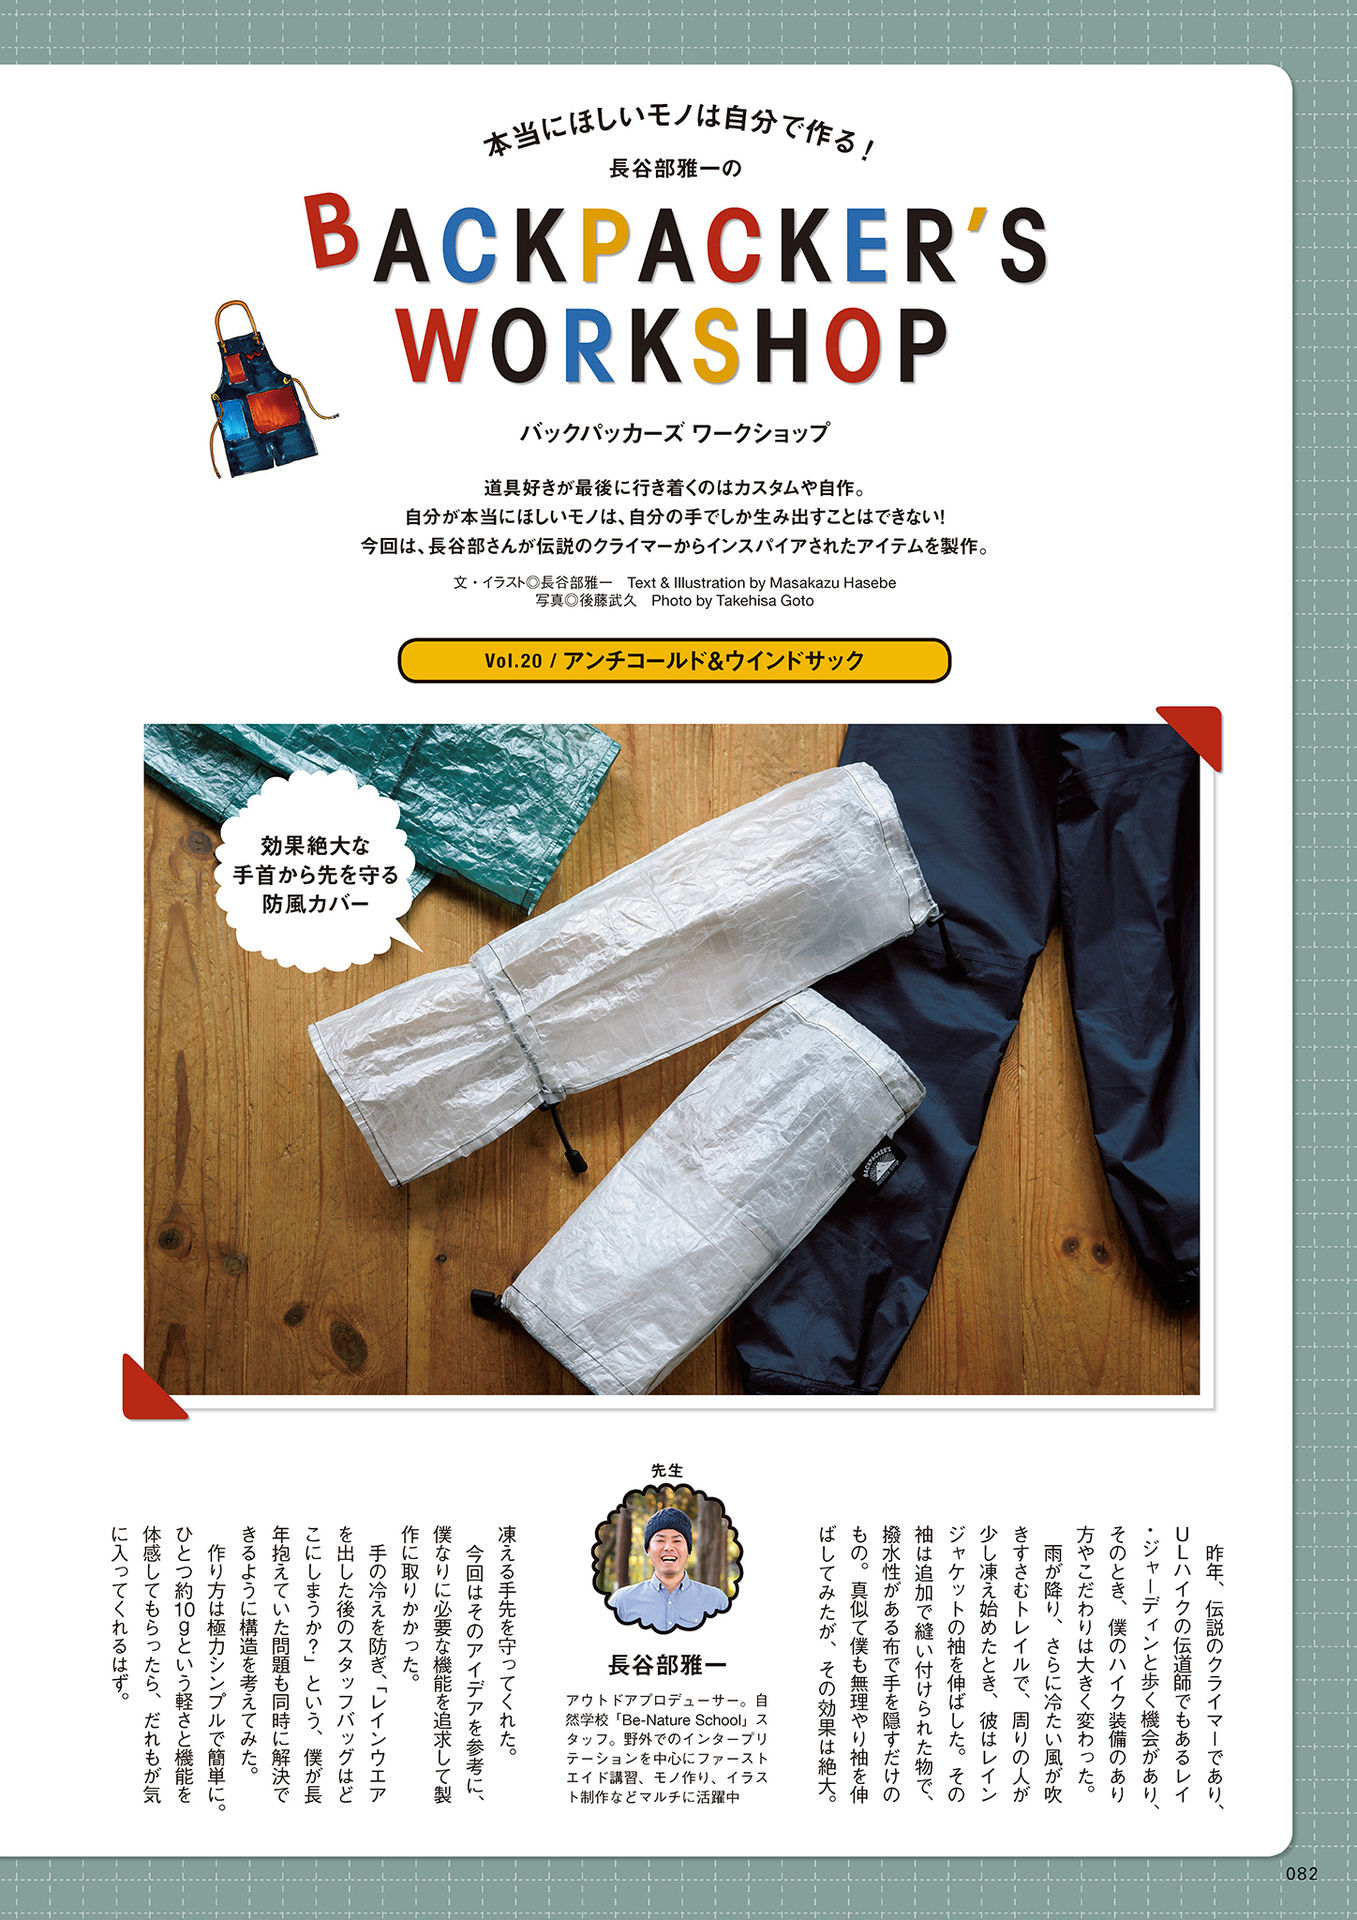 本当にほしいモノは自分で作る!
長谷部雅一の
BACKPACKER'S
WORKSHOP
バックパッカーズ ワークショップ
道具好きが最後に行き着くのはカスタムや自作。
自分が本当にほしいモノは、自分の手でしか生み出すことはできない!
今回は、長谷部さんが伝説のクライマーからインスパイアされたアイテムを製作。
文・イラスト◎長谷部雅一 Text & Illustration by Masakazu Hasebe
写真◎後藤武久 Photo by Takehisa Goto
Vol.20 / アンチコールド&ウインドサック
効果絶大な
手首から先を守る
防風カバー
BACKPACKER'S
昨年、伝説のクライマーであり、
ULハイクの伝道師でもあるレイ
・ジャーディンと歩く機会があり、
そのとき、僕のハイク装備のあり
方やこだわりは大きく変わった。
雨が降り、さらに冷たい風が吹
きすさむトレイルで、周りの人が
少し凍え始めたとき、彼はレイン
ジャケットの袖を伸ばした。その
袖は追加で縫い付けられた物で、
撥水性がある布で手を隠すだけの
もの。真似て僕も無理やり袖を伸
ばしてみたが、その効果は絶大。
凍える手先を守ってくれた。
今回はそのアイデアを参考に、
僕なりに必要な機能を追求して製
作に取りかかった。
手の冷えを防ぎ、「レインウエア
を出した後のスタッフバッグはど
こにしまうか?」という、僕が長
年抱えていた問題も同時に解決で
きるように構造を考えてみた。
作り方は極力シンプルで簡単に。
ひとつ約10gという軽さと機能を
体感してもらったら、だれもが気
に入ってくれるはず。
先生
長谷部雅一
アウトドアプロデューサー。自
然学校「Be-Nature School」ス
タッフ。野外でのインタープリ
テーションを中心にファースト
エイド講習、モノ作り、イラス
ト制作などマルチに活躍中
082